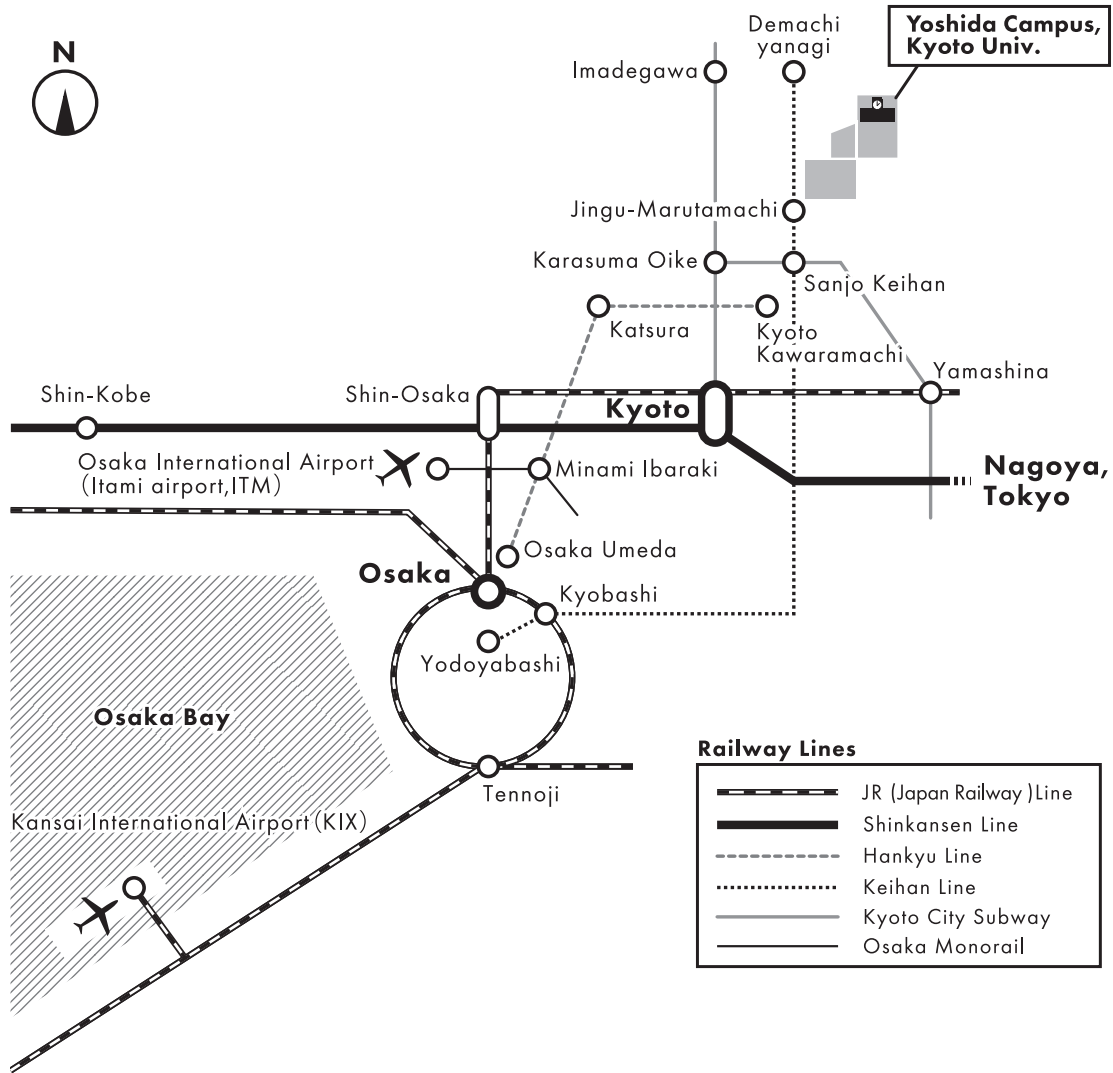 N
Demachi
yanagi
Yoshida Campus,
Kyoto Univ.
Imadegawa
Jingu-Marutamachi
Karasuma Oike
Sanjo Keihan
Katsura
Kyoto
Kawaramachi
Yamashina
Shin-Kobe
Shin-Osaka
Kyoto
Osaka International Airport
(Itami airport,ITM)
Minami Ibaraki
Nagoya,
Tokyo
Osaka Umeda
Osaka
Kyobashi
Yodoyabashi
Osaka Bay
Tennoji
Kansai International Airport(KIX)
Railway Lines
JR (Japan Railway )Line
Shinkansen Line
Hankyu Line
Keihan Line
Kyoto City Subway
Osaka Monorail